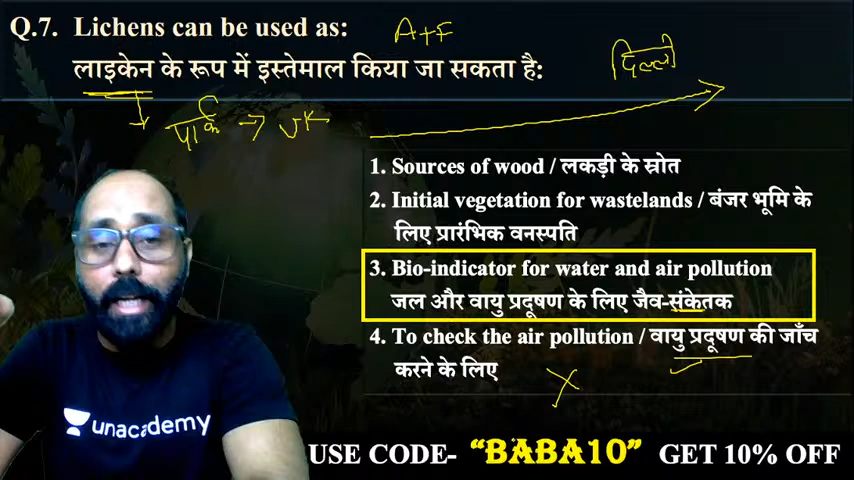 Q.7. Lichens can be used as:
A+F
लाइकेन के रूप में इस्तेमाल किया जा सकता है:
दिल्ली
पार्क → UK
1. Sources of wood / लकड़ी के स्रोत
2. Initial vegetation for wastelands / बंजर भूमि के
लिए प्रारंभिक वनस्पति
3. Bio-indicator for water and air pollution
जल और वायु प्रदूषण के लिए जैव-संकेतक
4. To check the air pollution / वायु प्रदूषण की जाँच
करने के लिए
unacademy
USE CODE- “BABA10” GET 10% OFF